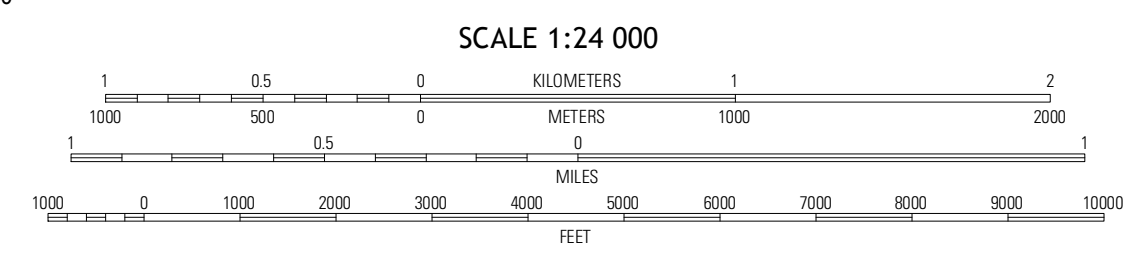 SCALE 1:24 000
1 0.5 0 KILOMETERS 1 2
1000 500 0 METERS 1000 2000
1 0.5 0 1
MILES
1000 0 1000 2000 3000 4000 5000 6000 7000 8000 9000 10000
FEET